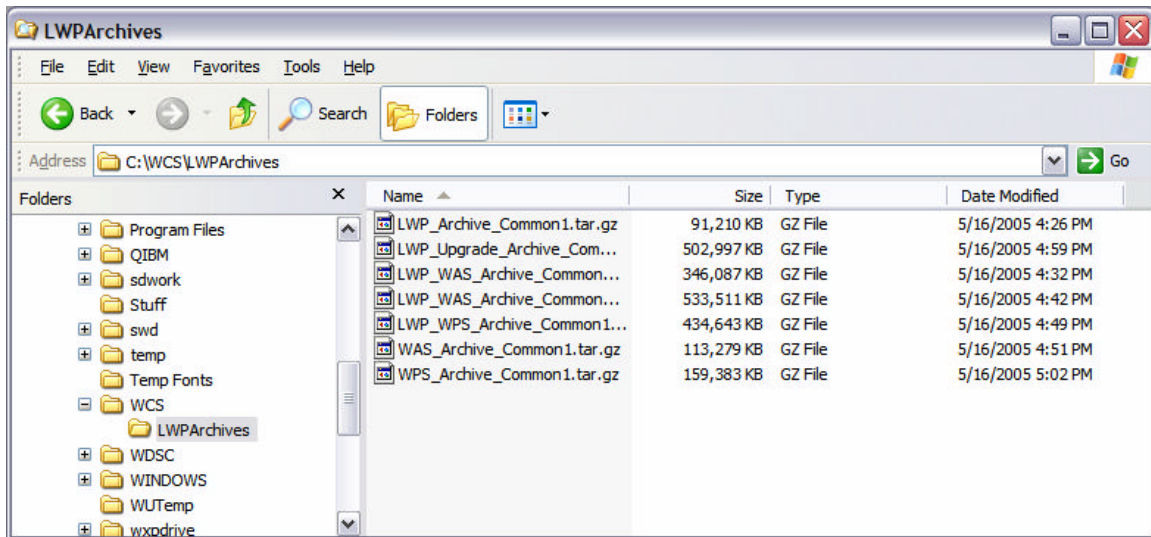 LWPArchives
File Edit View Favorites Tools Help
Back Search Folders
Address C:\WCS\LWPArchives Go
Folders x Name Size Type Date Modified
Program Files LWP_Archive_Common1.tar.gz 91,210 KB GZ File 5/16/2005 4:26 PM
QIBM LWP_Upgrade_Archive_Com... 502,997 KB GZ File 5/16/2005 4:59 PM
sdwork LWP_WAS_Archive_Common... 346,087 KB GZ File 5/16/2005 4:32 PM
Stuff LWP_WAS_Archive_Common... 533,511 KB GZ File 5/16/2005 4:42 PM
swd LWP_WPS_Archive_Common1... 434,643 KB GZ File 5/16/2005 4:49 PM
temp WAS_Archive_Common1.tar.gz 113,279 KB GZ File 5/16/2005 4:51 PM
Temp Fonts WPS_Archive_Common1.tar.gz 159,383 KB GZ File 5/16/2005 5:02 PM
WCS
LWPArchives
WDSC
WINDOWS
WUTemp
wxpdrive